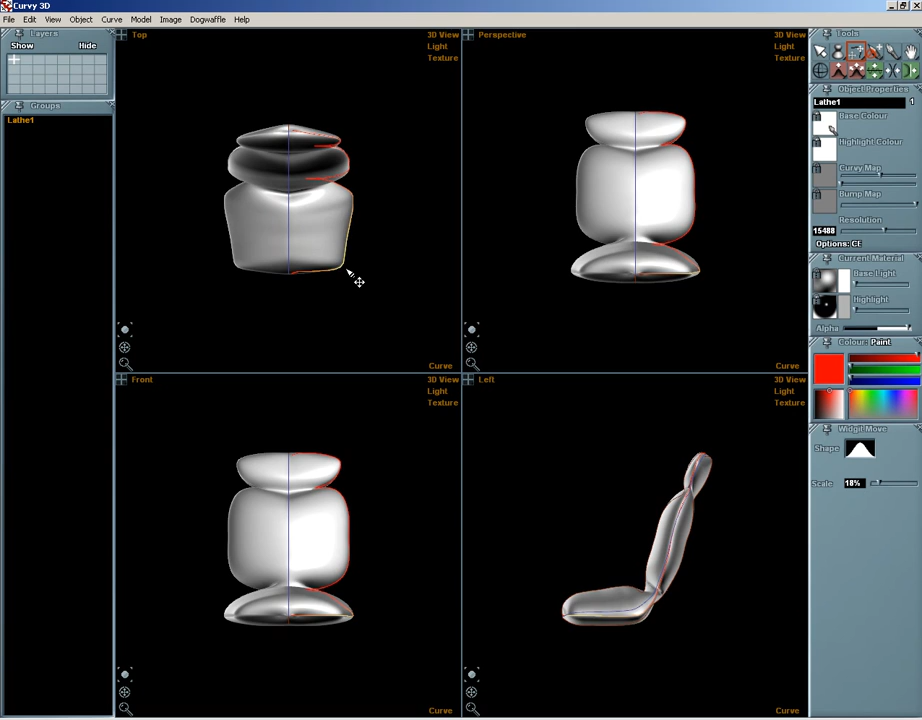 Curvy 3D
File Edit View Object Curve Model Image Dogwaffle Help
Layers
Show Hide
Groups
Lathe1
Top
3D View
Light
Texture
Curve
Perspective
3D View
Light
Texture
Curve
Front
3D View
Light
Texture
Curve
Left
3D View
Light
Texture
Curve
Tools
Object Properties
Lathe1 1
Base Colour
Highlight Colour
Curvy Map
Bump Map
Resolution
15488
Options: CE
Current Material
Base Light
Highlight
Alpha
Colour: Paint
Widgit Move
Shape
Scale 18%